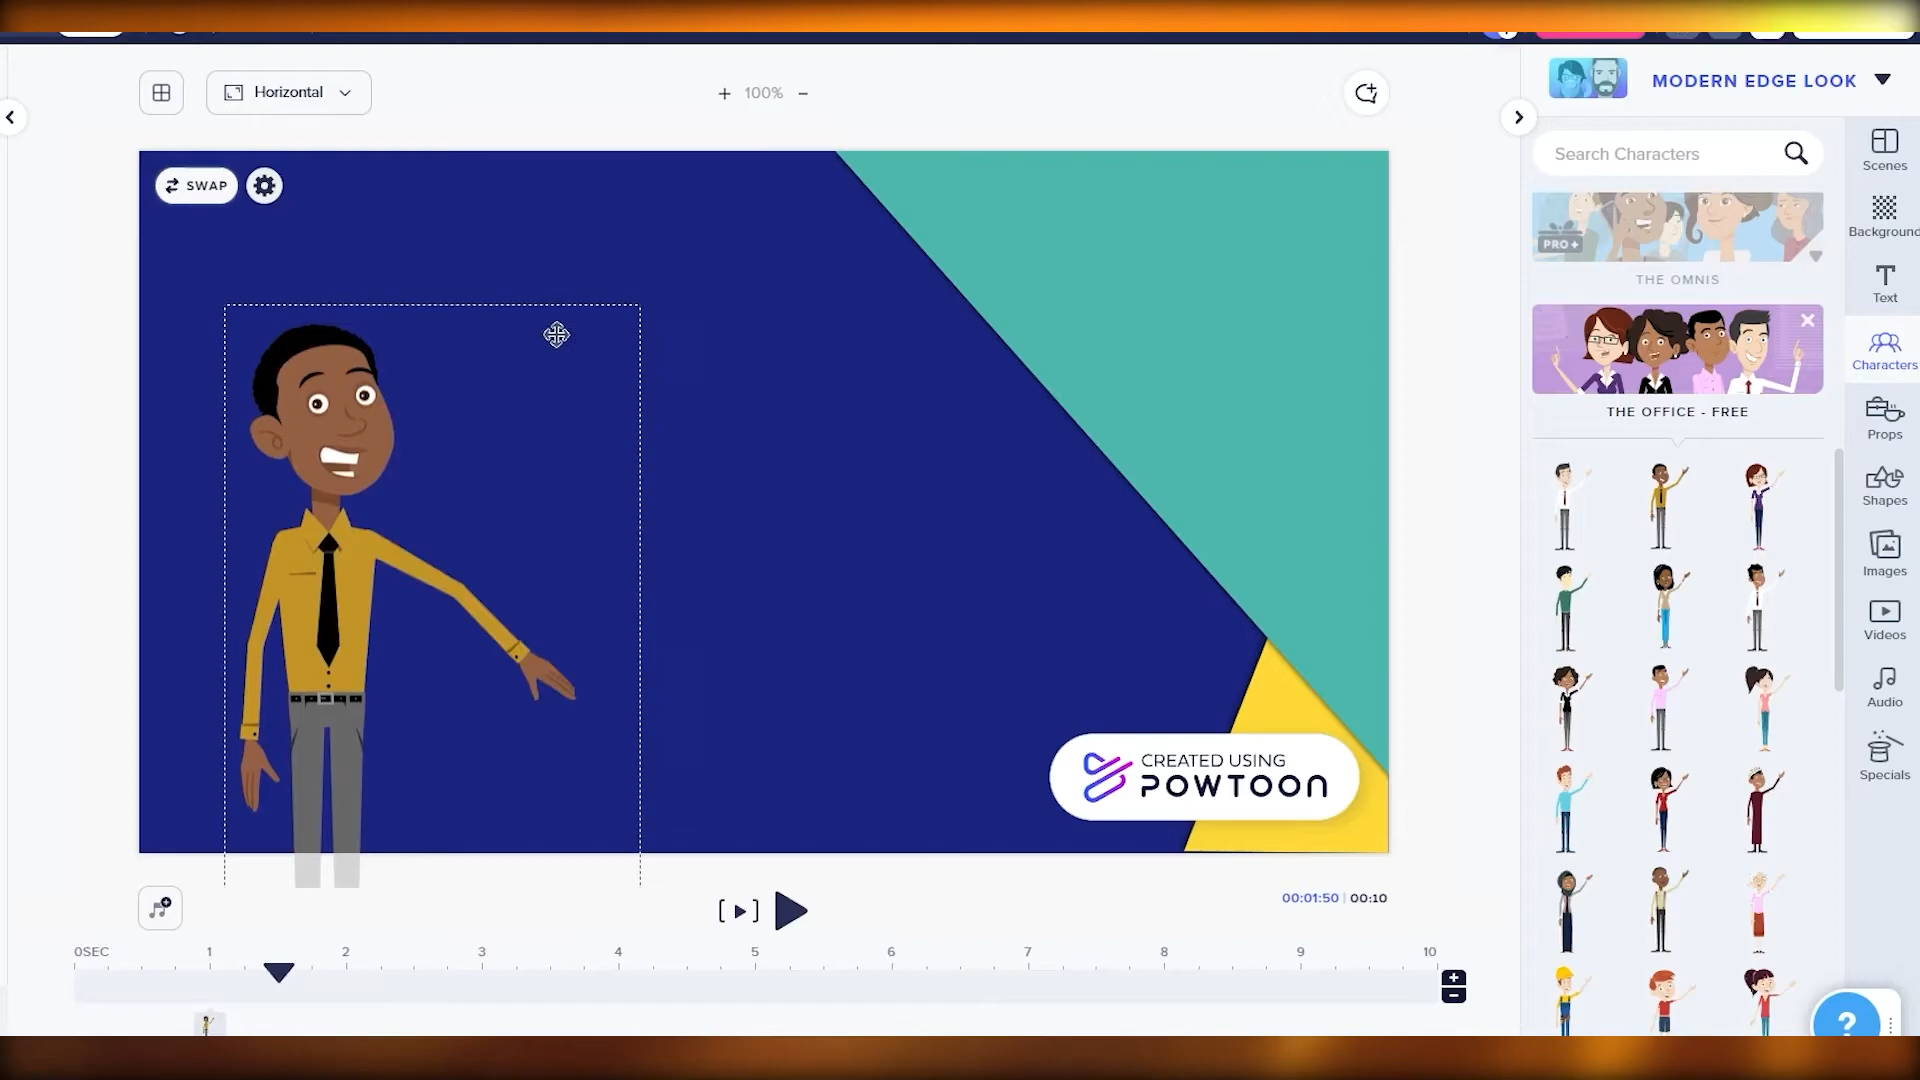 Horizontal
+ 100% −
MODERN EDGE LOOK
Search Characters
SWAP
PRO+
THE OMNIS
THE OFFICE - FREE
Scenes
Background
Text
Characters
Props
Shapes
Images
Videos
Audio
Specials
CREATED USING
POWTOON
00:01:50 | 00:10
0SEC 1 2 3 4 5 6 7 8 9 10
+
−
?